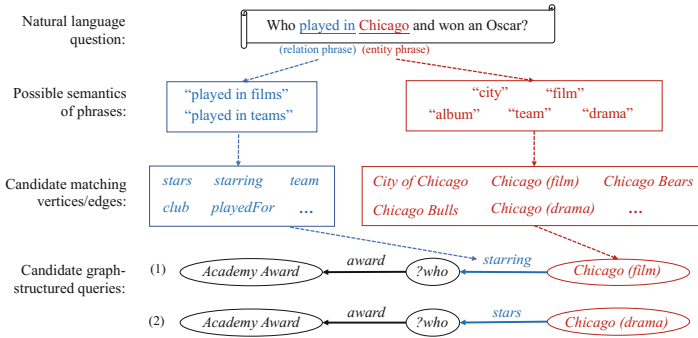 Natural language question:
Who played in Chicago and won an Oscar?
(relation phrase) (entity phrase)
Possible semantics of phrases:
“played in films”
“played in teams”
“city” “film”
“album” “team” “drama”
Candidate matching vertices/edges:
stars starring team
club playedFor ...
City of Chicago Chicago (film) Chicago Bears
Chicago Bulls Chicago (drama) ...
Candidate graph-structured queries:
(1) Academy Award award ?who starring Chicago (film)
(2) Academy Award award ?who stars Chicago (drama)